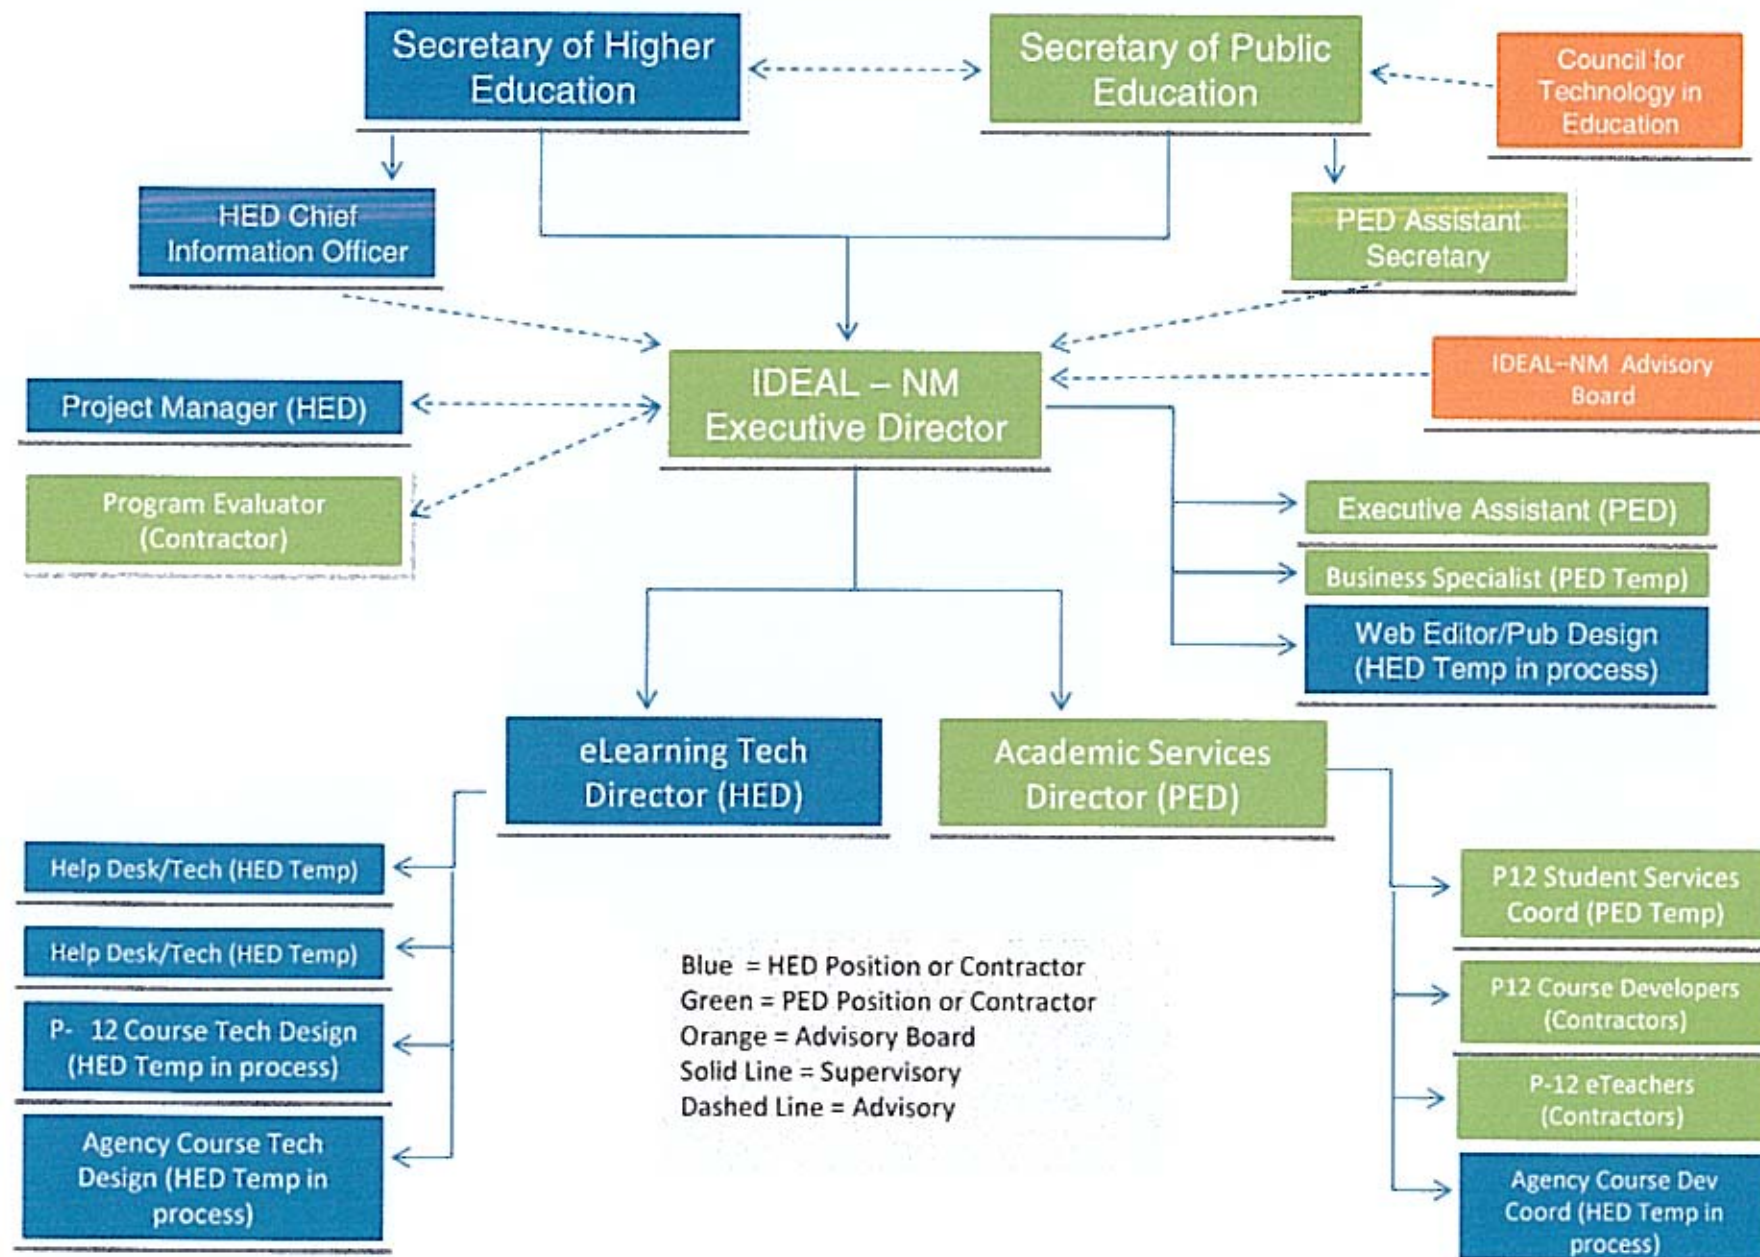 Secretary of Higher
Education
Secretary of Public
Education
Council for
Technology in
Education
HED Chief
Information Officer
PED Assistant
Secretary
IDEAL – NM
Executive Director
IDEAL–NM Advisory
Board
Project Manager (HED)
Program Evaluator
(Contractor)
Executive Assistant (PED)
Business Specialist (PED Temp)
Web Editor/Pub Design
(HED Temp in process)
eLearning Tech
Director (HED)
Academic Services
Director (PED)
Help Desk/Tech (HED Temp)
Help Desk/Tech (HED Temp)
P- 12 Course Tech Design
(HED Temp in process)
Agency Course Tech
Design (HED Temp in
process)
Blue = HED Position or Contractor
Green = PED Position or Contractor
Orange = Advisory Board
Solid Line = Supervisory
Dashed Line = Advisory
P12 Student Services
Coord (PED Temp)
P12 Course Developers
(Contractors)
P-12 eTeachers
(Contractors)
Agency Course Dev
Coord (HED Temp in
process)